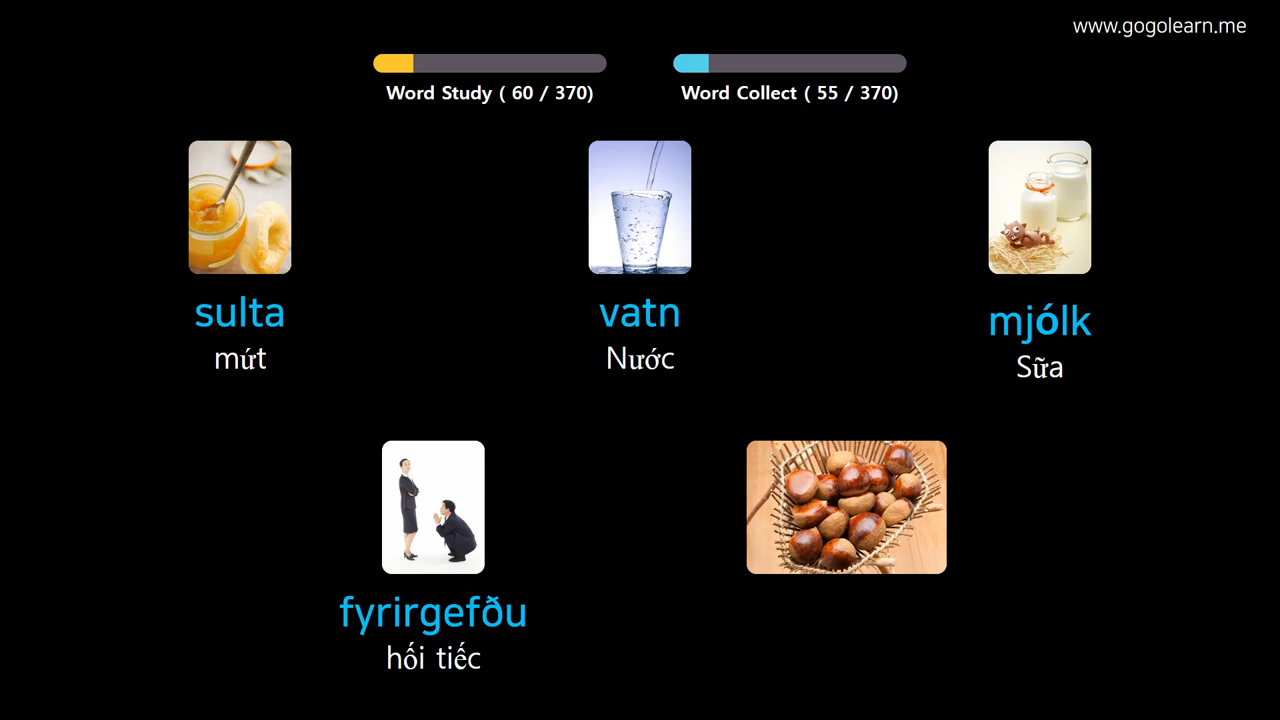 www.gogolearn.me
Word Study ( 60 / 370)
Word Collect ( 55 / 370)
sulta
mứt
vatn
Nước
mjólk
Sữa
fyrirgefðu
hối tiếc